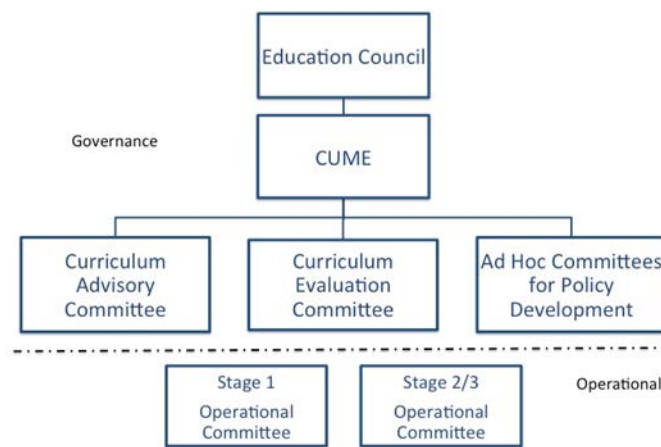 Education Council
Governance
CUME
Curriculum
Advisory
Committee
Curriculum
Evaluation
Committee
Ad Hoc Committees
for Policy
Development
Stage 1
Operational
Committee
Stage 2/3
Operational
Committee
Operational